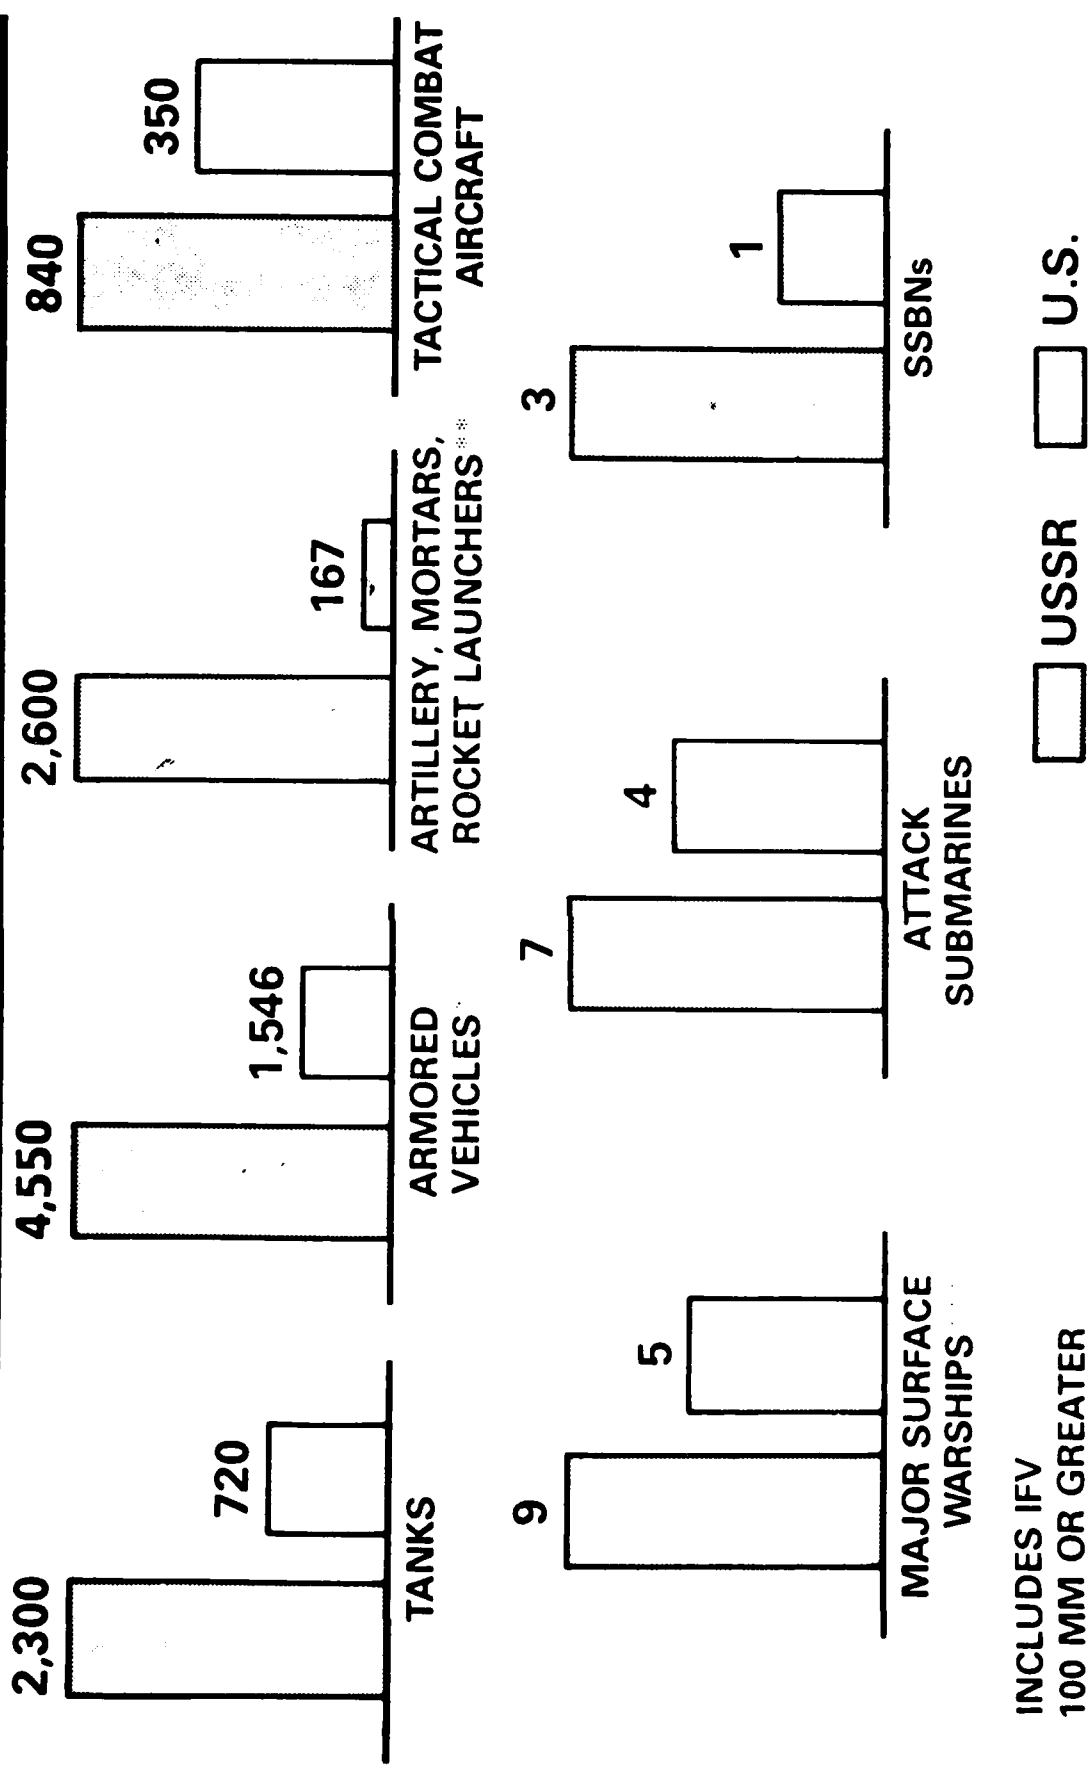 2,300
720
TANKS
4,550
1,546
ARMORED
VEHICLES
2,600
167
ARTILLERY, MORTARS,
ROCKET LAUNCHERS**
840
350
TACTICAL COMBAT
AIRCRAFT
9
5
MAJOR SURFACE
WARSHIPS
7
4
ATTACK
SUBMARINES
3
1
SSBNs
INCLUDES IFV
100 MM OR GREATER
USSR
U.S.